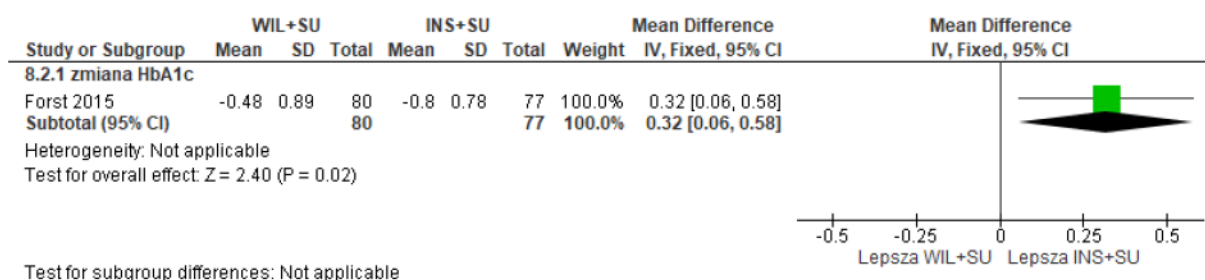 WIL+SU INS+SU Mean Difference Mean Difference
Study or Subgroup Mean SD Total Mean SD Total Weight IV, Fixed, 95% CI IV, Fixed, 95% CI
8.2.1 zmiana HbA1c
Forst 2015 -0.48 0.89 80 -0.8 0.78 77 100.0% 0.32 [0.06, 0.58]
Subtotal (95% CI) 80 77 100.0% 0.32 [0.06, 0.58]
Heterogeneity: Not applicable
Test for overall effect: Z = 2.40 (P = 0.02)
-0.5 -0.25 0 0.25 0.5
Lepsza WIL+SU Lepsza INS+SU
Test for subgroup differences: Not applicable